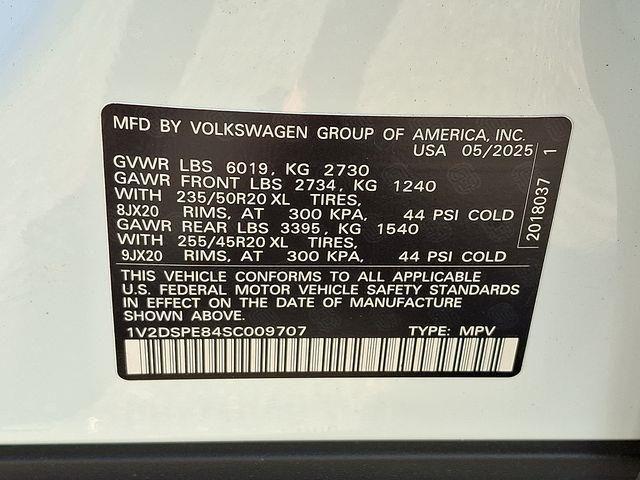 MFD BY VOLKSWAGEN GROUP OF AMERICA, INC.
USA 05/2025
GVWR LBS 6019, KG 2730
GAWR FRONT LBS 2734, KG 1240
WITH 235/50R20 XL TIRES,
8JX20 RIMS, AT 300 KPA, 44 PSI COLD
GAWR REAR LBS 3395, KG 1540
WITH 255/45R20 XL TIRES,
9JX20 RIMS, AT 300 KPA, 44 PSI COLD
2018037 1
THIS VEHICLE CONFORMS TO ALL APPLICABLE
U.S. FEDERAL MOTOR VEHICLE SAFETY STANDARDS
IN EFFECT ON THE DATE OF MANUFACTURE
SHOWN ABOVE.
1V2DSPE84SC009707 TYPE: MPV